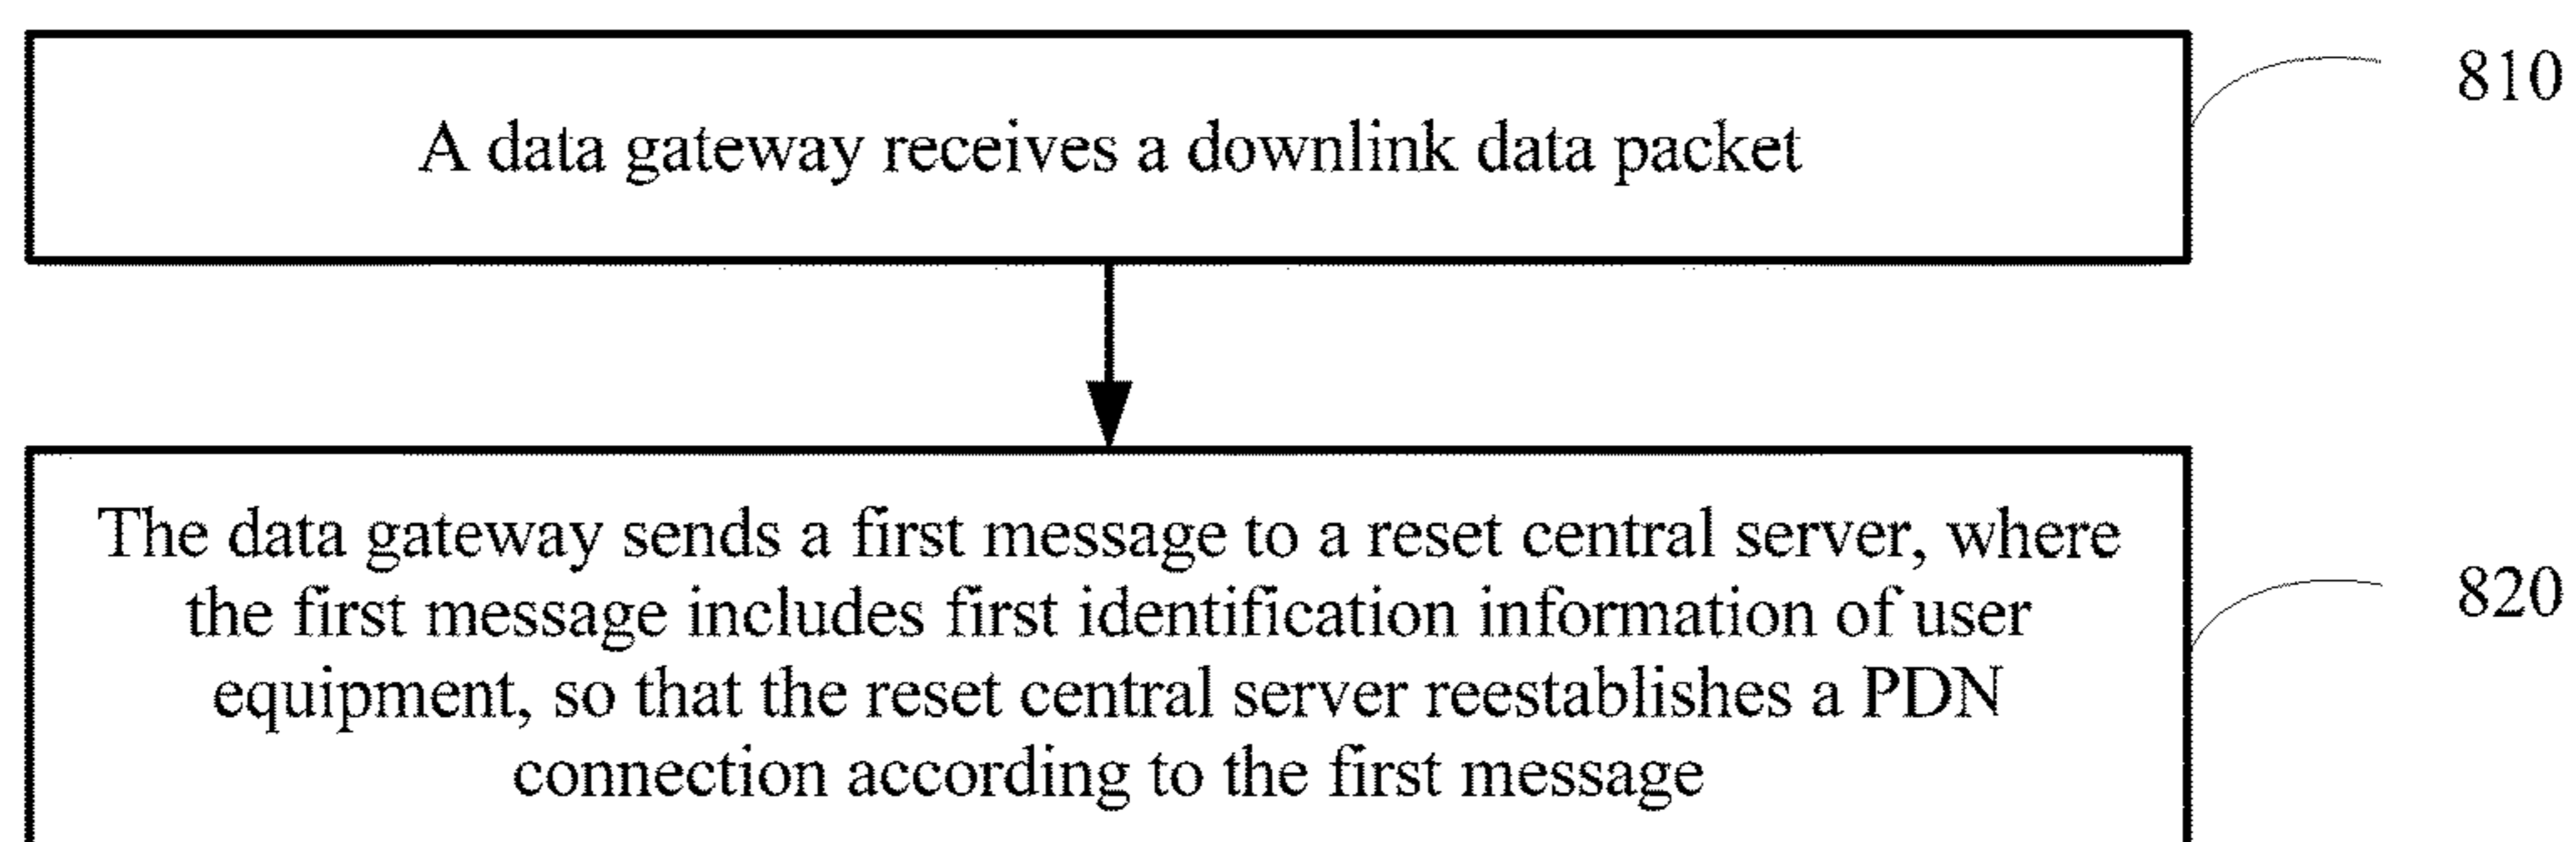 A data gateway receives a downlink data packet
810
The data gateway sends a first message to a reset central server, where
the first message includes first identification information of user
equipment, so that the reset central server reestablishes a PDN
connection according to the first message
820